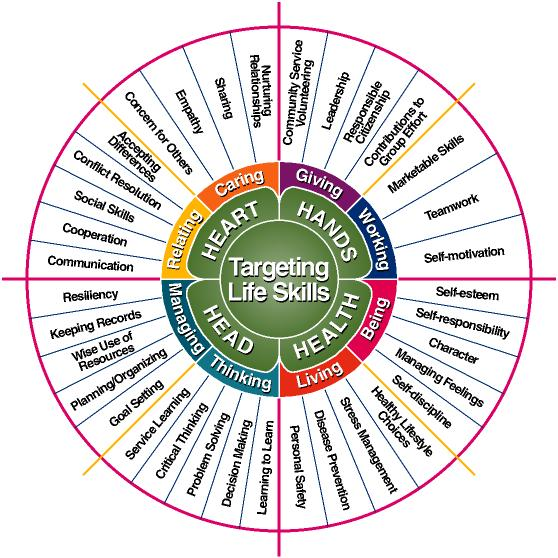 Targeting
Life Skills
HEART
HANDS
HEALTH
HEAD
Caring
Giving
Working
Being
Living
Thinking
Managing
Relating
Nurturing
Relationships
Sharing
Empathy
Concern for Others
Community Service
Volunteering
Leadership
Responsible
Citizenship
Contributions to
Group Effort
Marketable Skills
Teamwork
Self-motivation
Self-esteem
Self-responsibility
Character
Managing Feelings
Self-discipline
Healthy Lifestyle
Choices
Stress Management
Disease Prevention
Personal Safety
Learning to Learn
Decision Making
Problem Solving
Critical Thinking
Service Learning
Goal Setting
Planning/Organizing
Wise Use of
Resources
Keeping Records
Resiliency
Communication
Cooperation
Social Skills
Conflict Resolution
Accepting
Differences